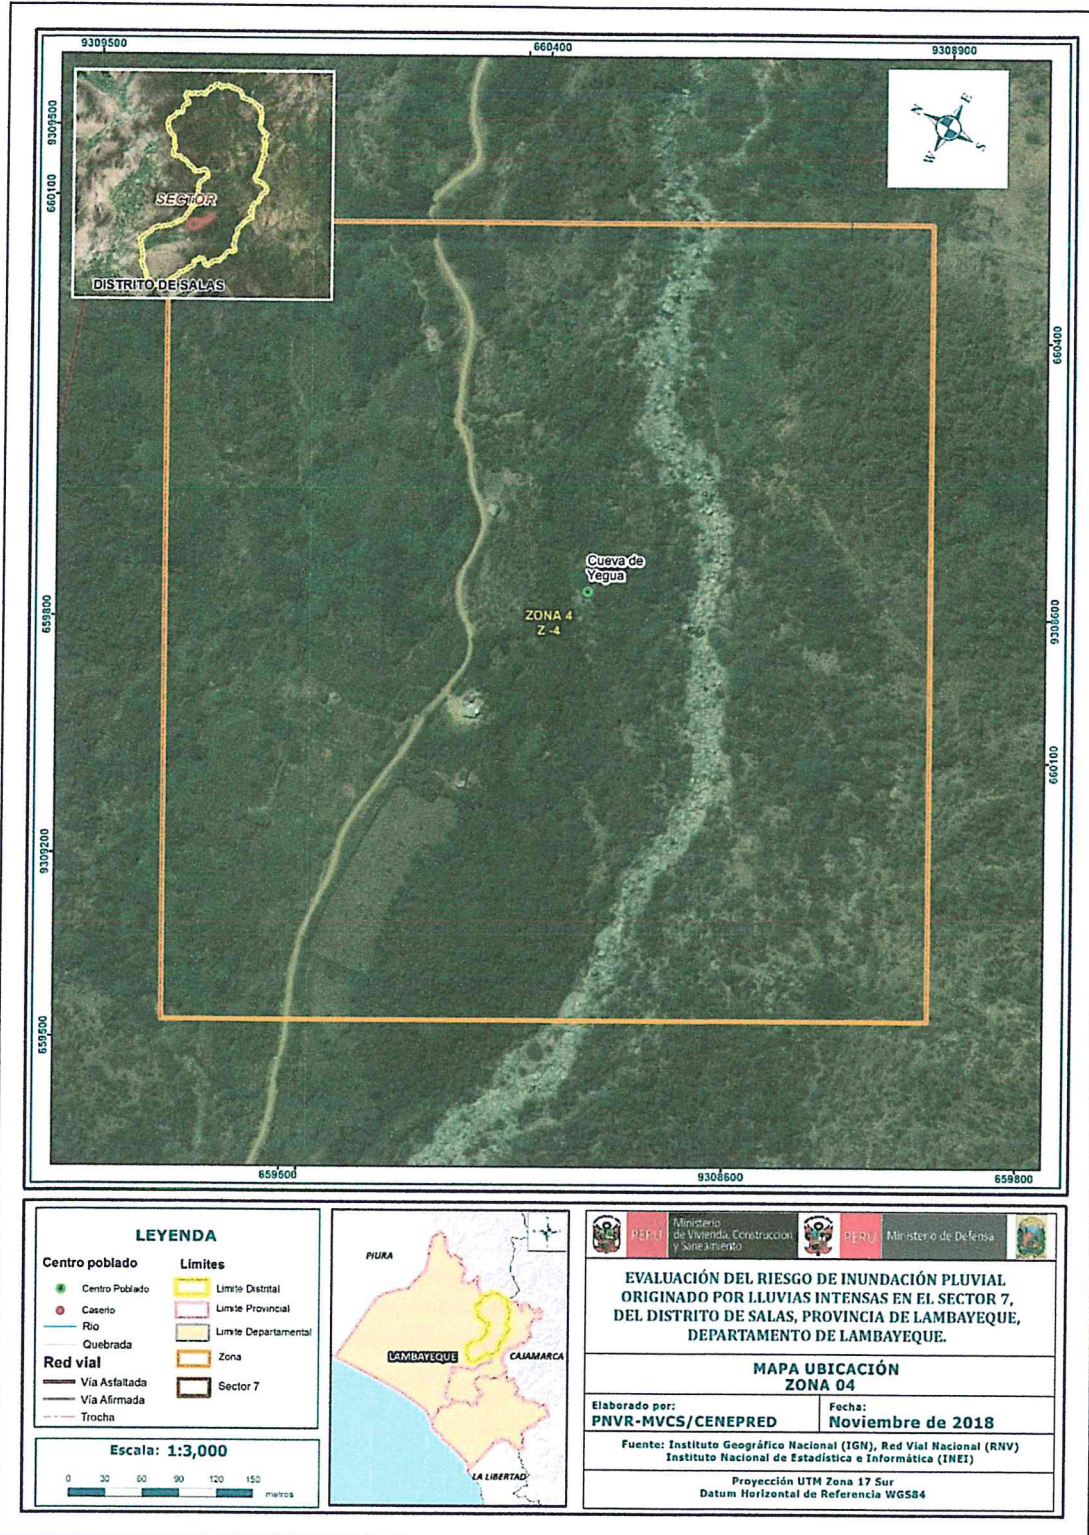 9309500
660400
9308900
9309500
660100
659800
9309200
659500
660400
9308600
660100
659500
9308600
659800
N
E
W
S
SECTOR
DISTRITO DE SALAS
Cueva de
Yegua
ZONA 4
Z -4
LEYENDA
Centro poblado
Centro Poblado
Caserio
Rio
Quebrada
Red vial
Vía Asfaltada
Vía Afirmada
Trocha
Límites
Limite Distrital
Limite Provincial
Limite Departamental
Zona
Sector 7
Escala: 1:3,000
0 30 60 90 120 150
metros
PIURA
LAMBAYEQUE
CAJAMARCA
LA LIBERTAD
PERÚ
Ministerio
de Vivienda, Construcción
y Saneamiento
PERÚ
Ministerio de Defensa
EVALUACIÓN DEL RIESGO DE INUNDACIÓN PLUVIAL
ORIGINADO POR LLUVIAS INTENSAS EN EL SECTOR 7,
DEL DISTRITO DE SALAS, PROVINCIA DE LAMBAYEQUE,
DEPARTAMENTO DE LAMBAYEQUE.
MAPA UBICACIÓN
ZONA 04
Elaborado por:
PNVR-MVCS/CENEPRED
Fecha:
Noviembre de 2018
Fuente: Instituto Geográfico Nacional (IGN), Red Vial Nacional (RNV)
Instituto Nacional de Estadística e Informática (INEI)
Proyección UTM Zona 17 Sur
Datum Horizontal de Referencia WGS84